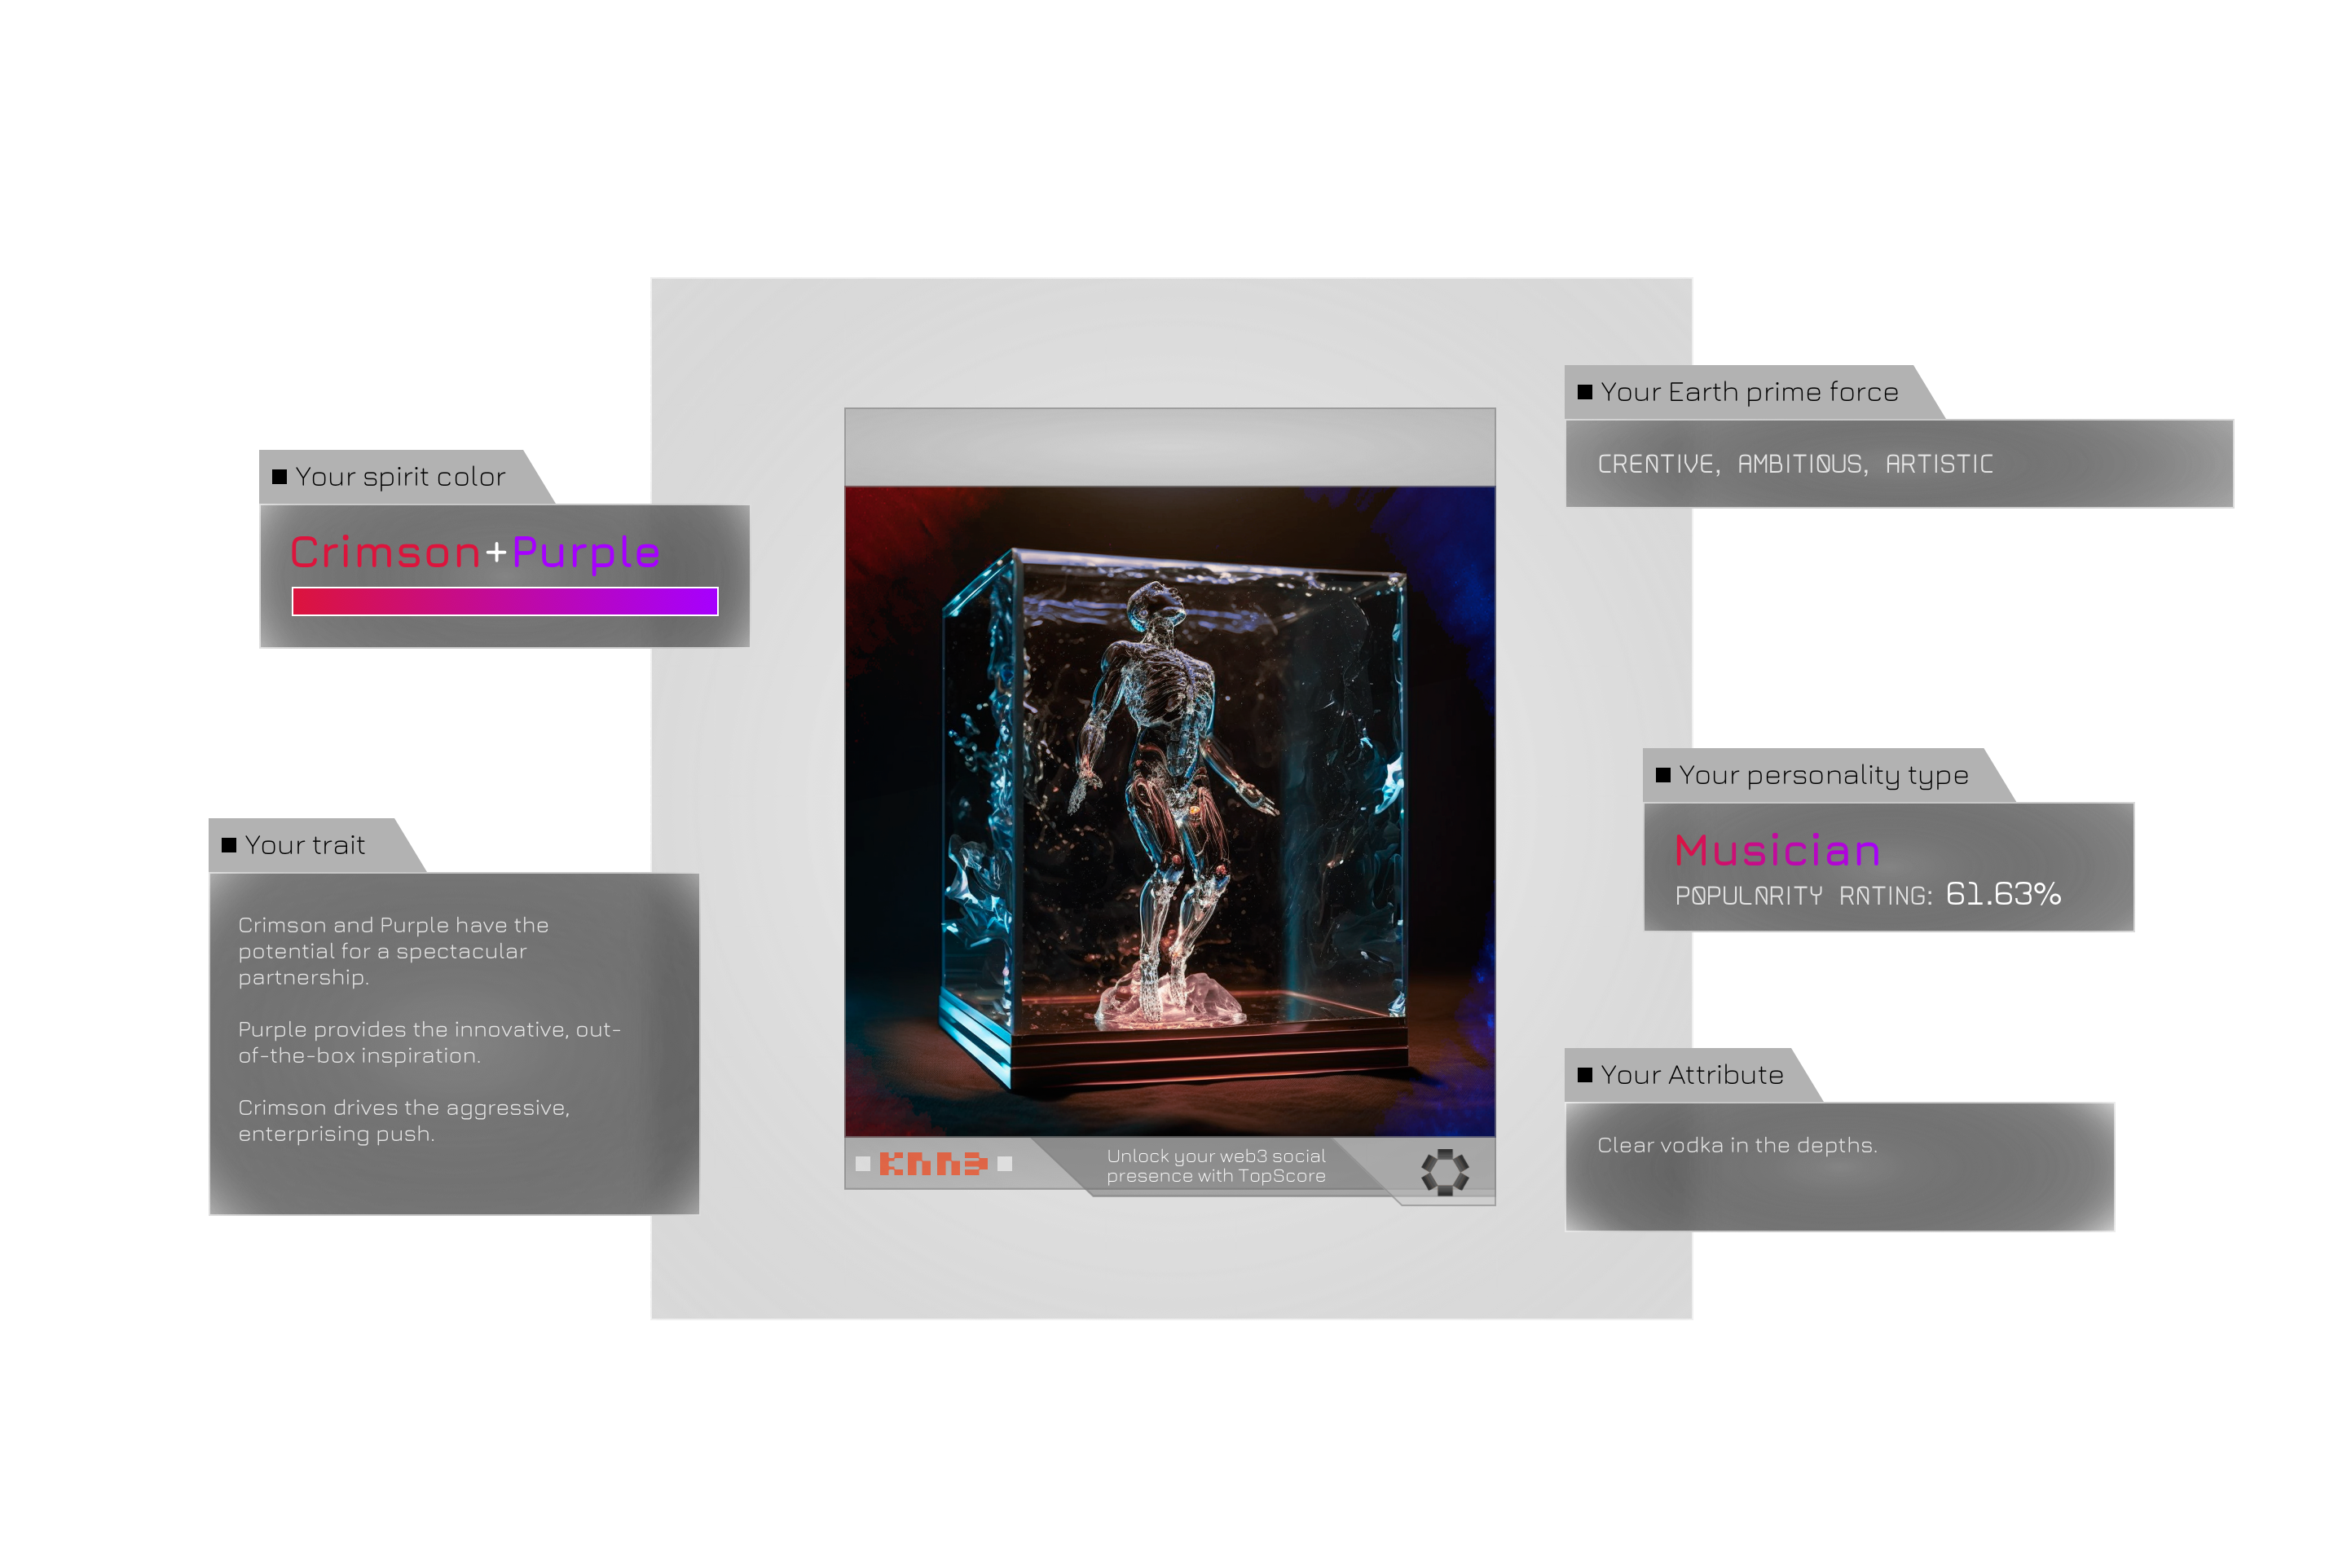 Your spirit color
Crimson+Purple
Your trait
Crimson and Purple have the
potential for a spectacular
partnership.
Purple provides the innovative, out-
of-the-box inspiration.
Crimson drives the aggressive,
enterprising push.
Knn3
Unlock your web3 social
presence with TopScore
Your Earth prime force
CREATIVE, AMBITIOUS, ARTISTIC
Your personality type
Musician
POPULARITY RATING: 61.63%
Your Attribute
Clear vodka in the depths.